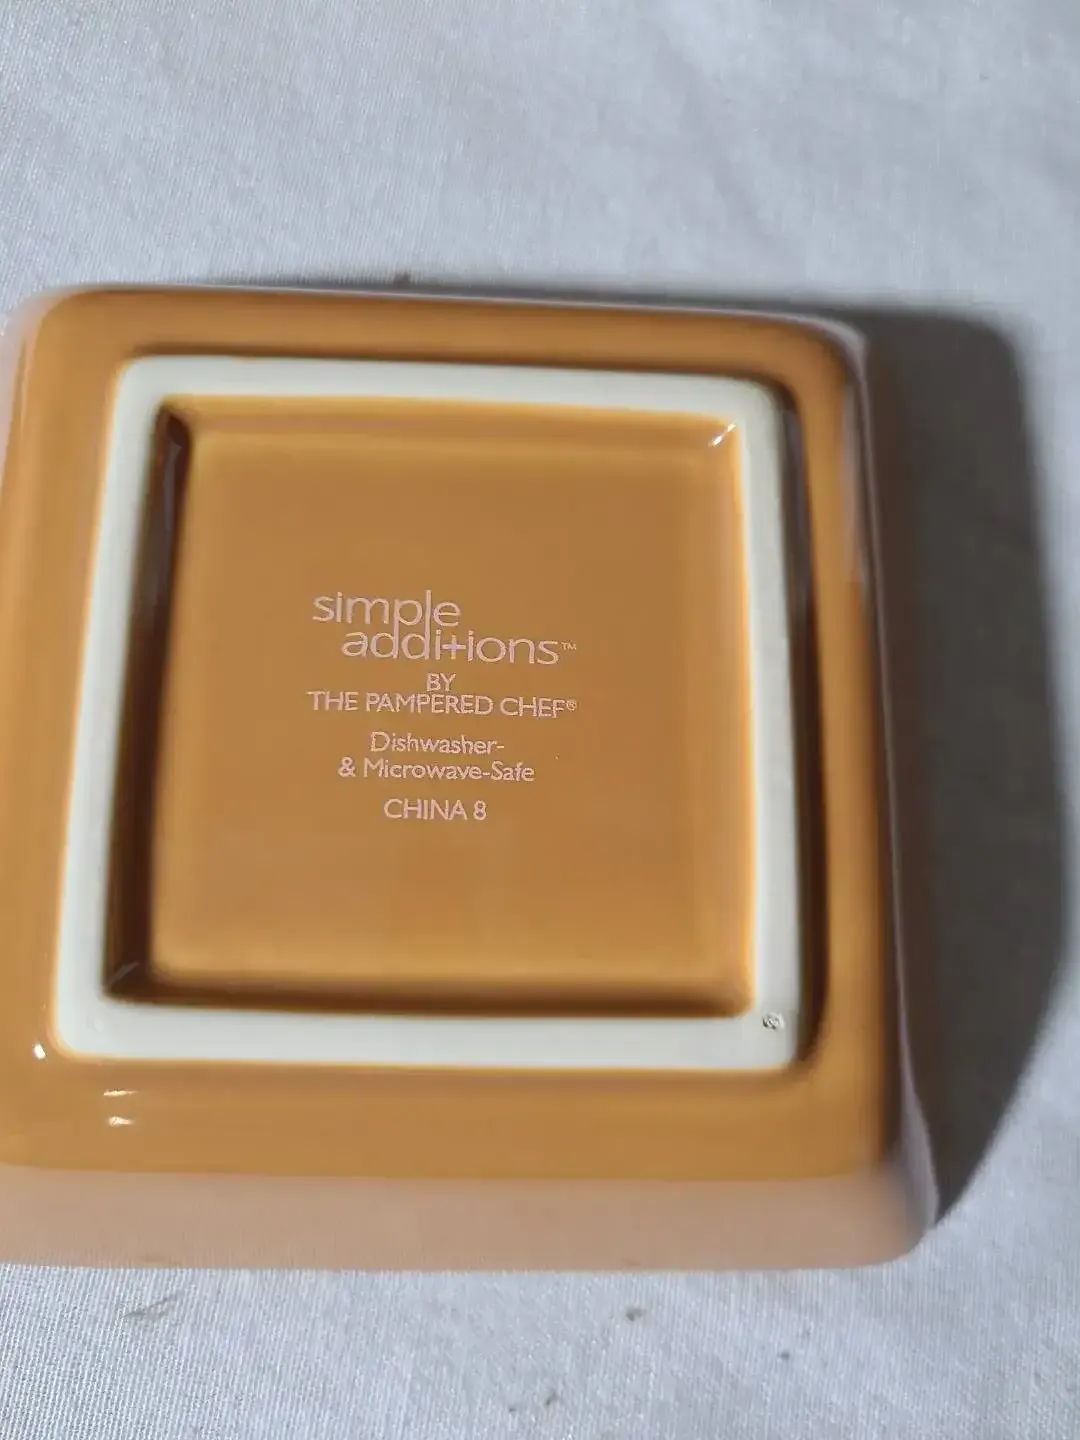 simple
additions™
BY
THE PAMPERED CHEF®
Dishwasher-
& Microwave-Safe
CHINA 8